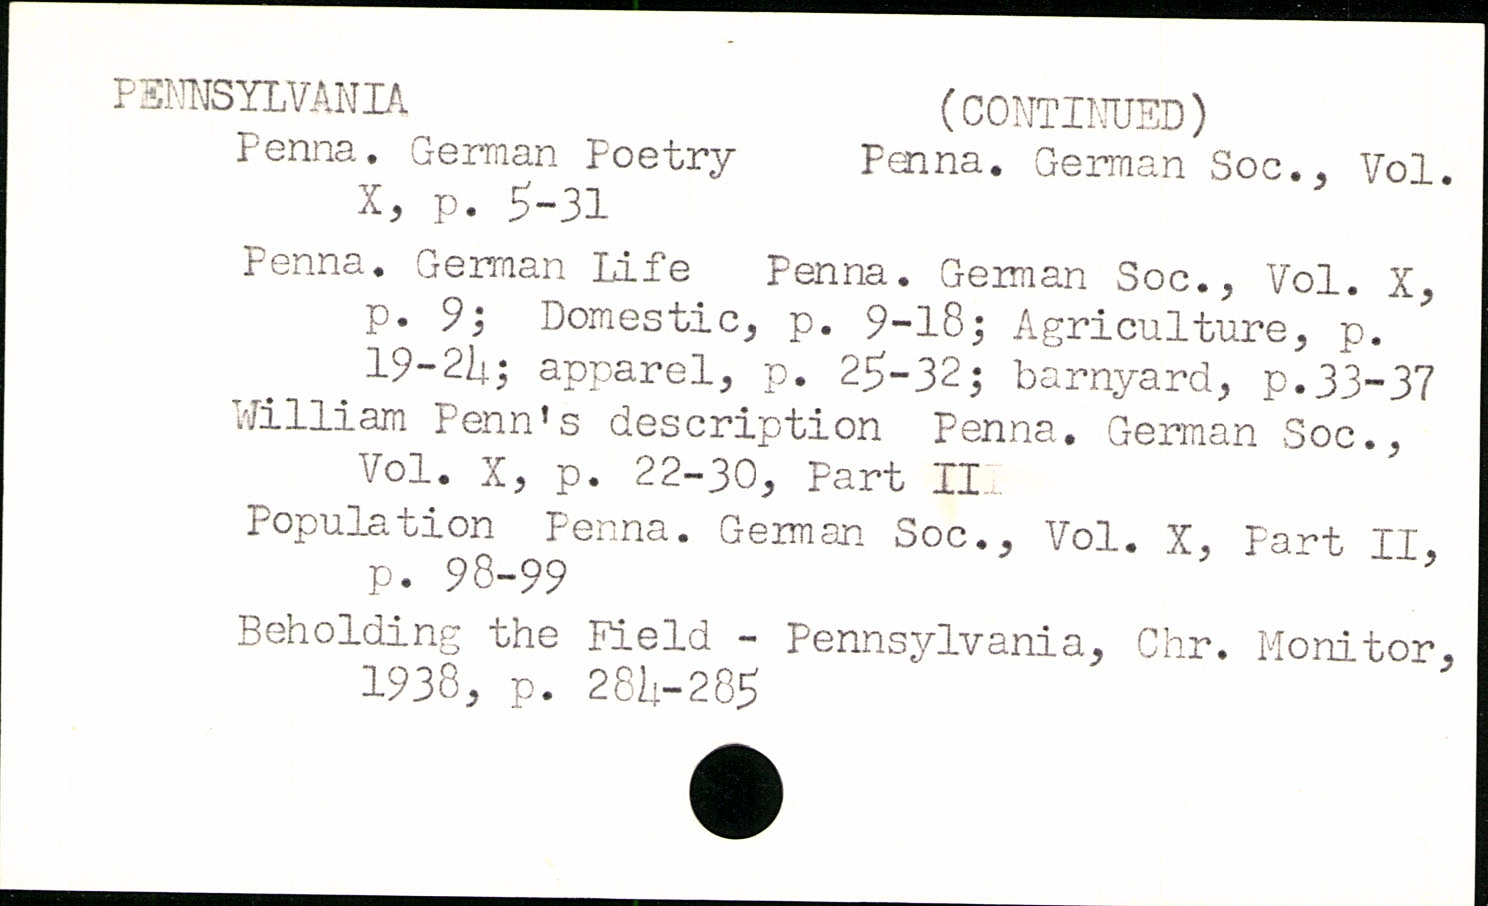 PENNSYLVANIA (CONTINUED)
Penna. German Poetry Penna. German Soc., Vol.
X, p. 5-31
Penna. German Life Penna. German Soc., Vol. X,
p. 9; Domestic, p. 9-18; Agriculture, p.
19-24; apparel, p. 25-32; barnyard, p.33-37
William Penn's description Penna. German Soc.,
Vol. X, p. 22-30, Part II
Population Penna. German Soc., Vol. X, Part II,
p. 98-99
Beholding the Field - Pennsylvania, Chr. Monitor,
1938, p. 284-285